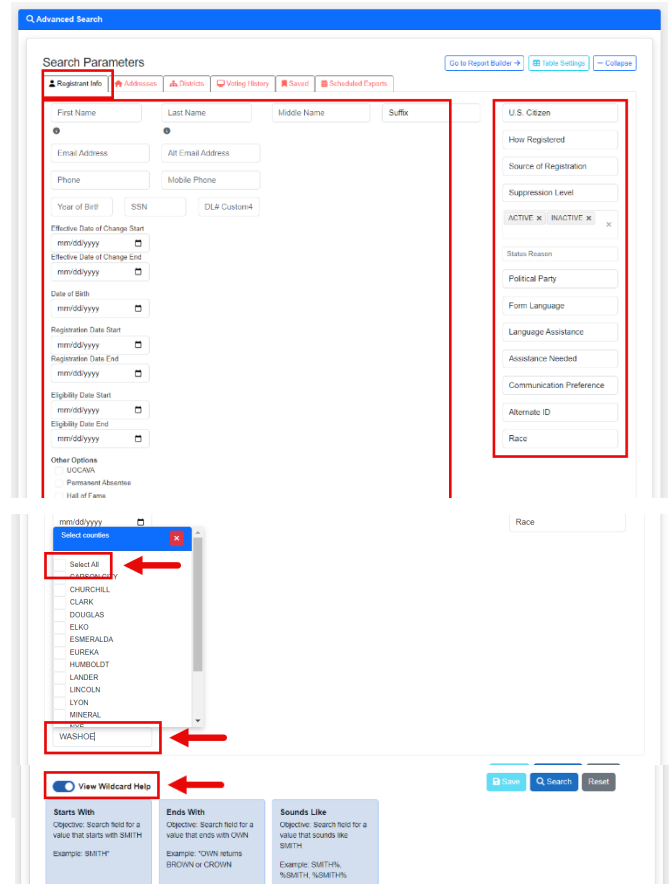 Advanced Search
Search Parameters
Go to Report Builder → Table Settings — Collapse
Registrant Info Addresses Districts Voting History Saved Scheduled Exports
First Name Last Name Middle Name Suffix U.S. Citizen
How Registered
Email Address Alt Email Address
Source of Registration
Phone Mobile Phone
Suppression Level
Year of Birth SSN DL# Custom4
ACTIVE × INACTIVE × ×
Effective Date of Change Start
mm/dd/yyyy
Effective Date of Change End
Status Reason
mm/dd/yyyy
Political Party
Date of Birth
mm/dd/yyyy
Form Language
Registration Date Start
Language Assistance
mm/dd/yyyy
Registration Date End
Assistance Needed
mm/dd/yyyy
Communication Preference
Eligibility Date Start
mm/dd/yyyy
Alternate ID
Eligibility Date End
mm/dd/yyyy
Race
Other Options
UOCAVA
Permanent Absentee
Hall of Fame
mm/dd/yyyy
Race
Select counties ×
Select All
CARSON CITY
CHURCHILL
CLARK
DOUGLAS
ELKO
ESMERALDA
EUREKA
HUMBOLDT
LANDER
LINCOLN
LYON
MINERAL
NYE
WASHOE
View Wildcard Help
Save Search Reset
Starts With
Objective: Search field for a
value that starts with SMITH
Example: SMITH*
Ends With
Objective: Search field for a
value that ends with OWN
Example: *OWN returns
BROWN or CROWN
Sounds Like
Objective: Search field for a
value that sounds like
SMITH
Example: SMITH%,
%SMITH, %SMITH%